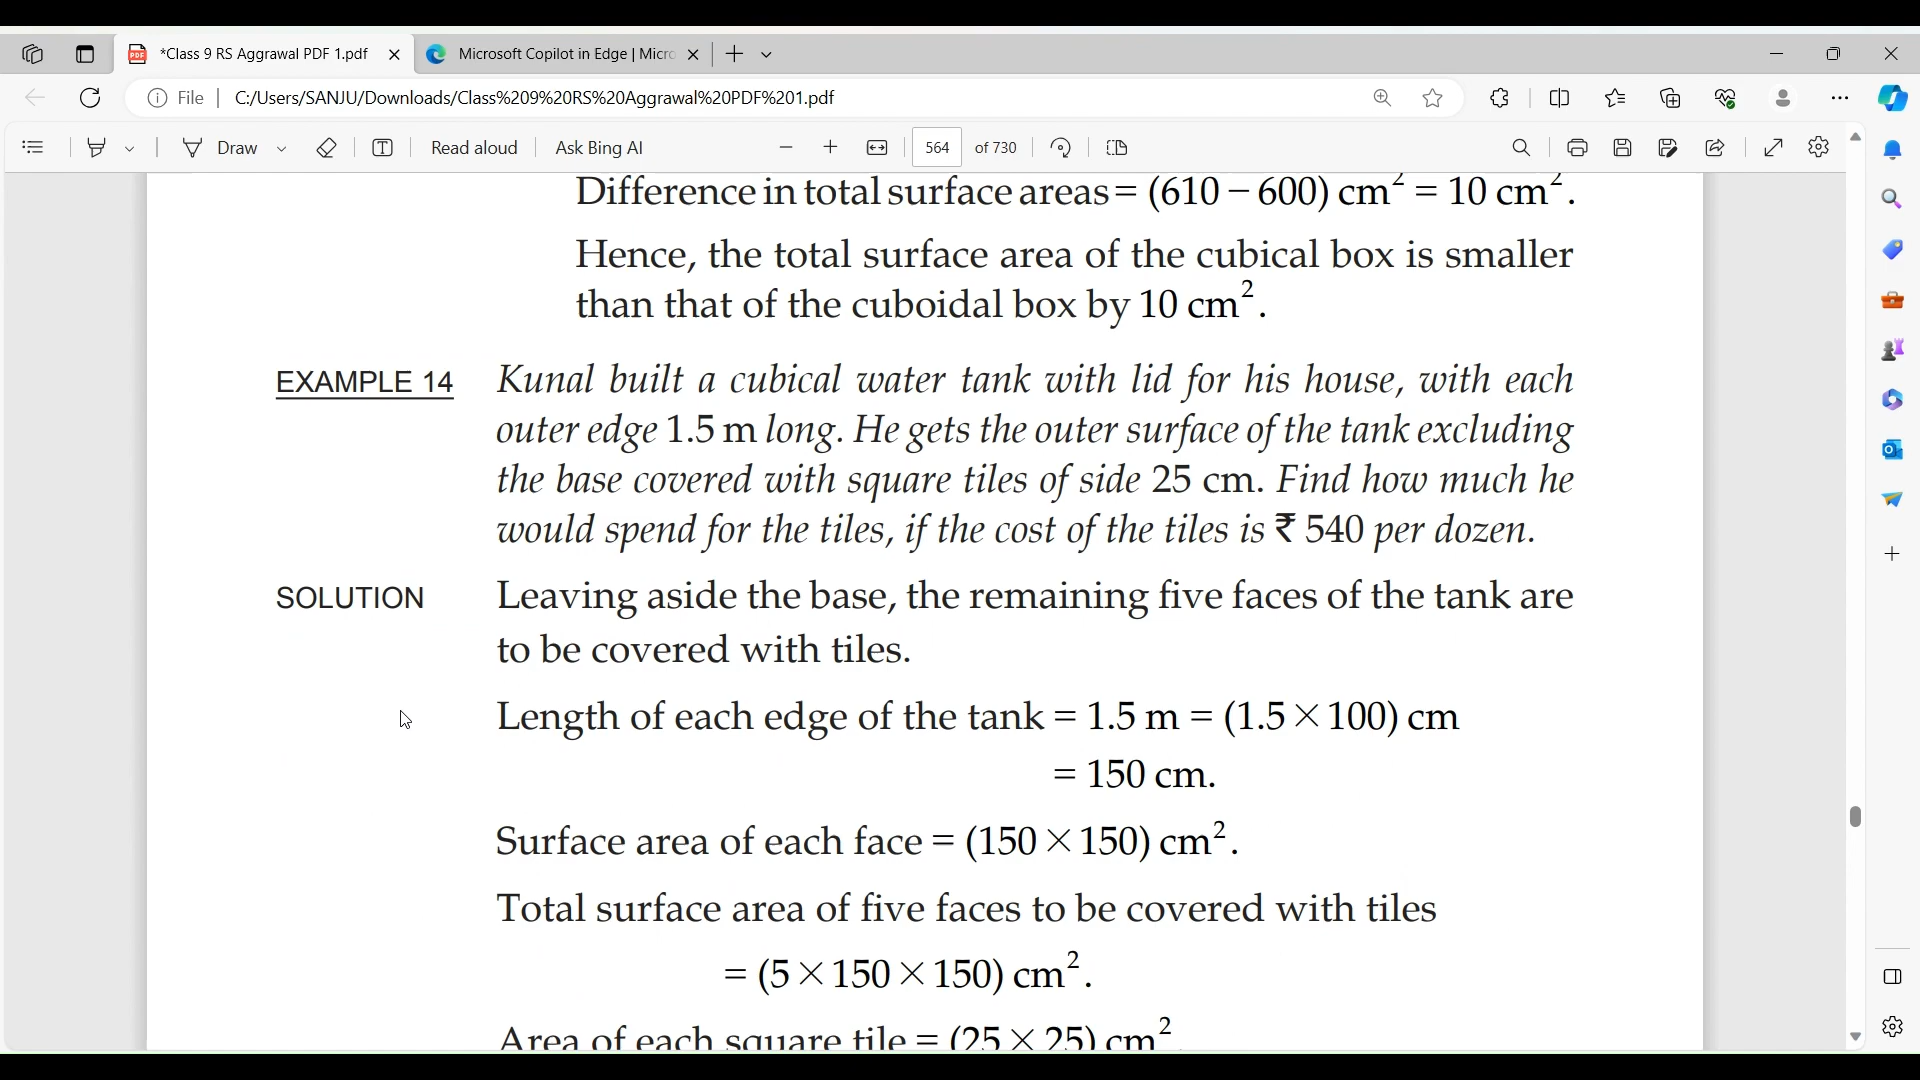 *Class 9 RS Aggrawal PDF 1.pdf
Microsoft Copilot in Edge | Micro
File | C:/Users/SANJU/Downloads/Class%209%20RS%20Aggrawal%20PDF%201.pdf
Draw Read aloud Ask Bing AI 564 of 730
Difference in total surface areas = (610 − 600) cm² = 10 cm².
Hence, the total surface area of the cubical box is smaller
than that of the cuboidal box by 10 cm².
EXAMPLE 14 Kunal built a cubical water tank with lid for his house, with each
outer edge 1.5 m long. He gets the outer surface of the tank excluding
the base covered with square tiles of side 25 cm. Find how much he
would spend for the tiles, if the cost of the tiles is ₹ 540 per dozen.
SOLUTION Leaving aside the base, the remaining five faces of the tank are
to be covered with tiles.
Length of each edge of the tank = 1.5 m = (1.5 × 100) cm
= 150 cm.
Surface area of each face = (150 × 150) cm².
Total surface area of five faces to be covered with tiles
= (5 × 150 × 150) cm².
Area of each square tile = (25 × 25) cm².